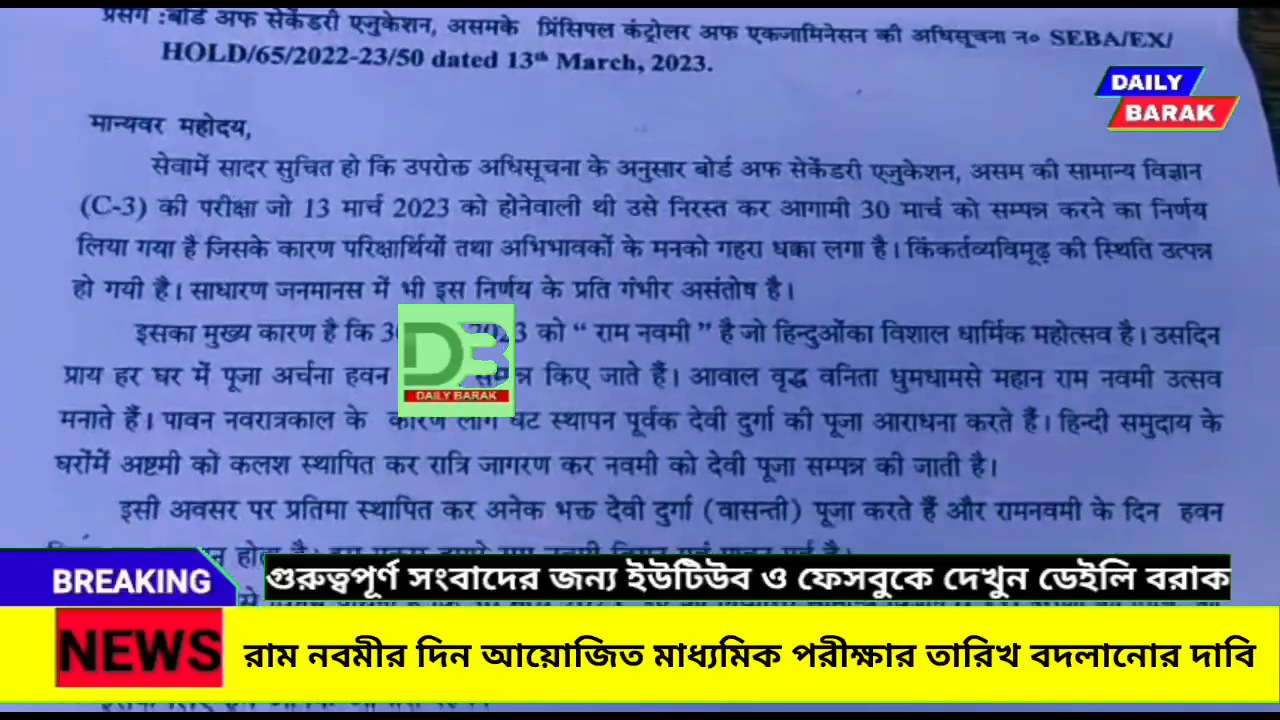 प्रसंग :बोर्ड अफ सेकेंडरी एजुकेशन, असमके प्रिंसिपल कंट्रोलर अफ एकजामिनेसन की अधिसूचना न० SEBA/EX/
HOLD/65/2022-23/50 dated 13th March, 2023.
DAILY
BARAK
मान्यवर महोदय,
सेवामें सादर सुचित हो कि उपरोक्त अधिसूचना के अनुसार बोर्ड अफ सेकेंडरी एजुकेशन, असम की सामान्य विज्ञान
(C-3) की परीक्षा जो 13 मार्च 2023 को होनेवाली थी उसे निरस्त कर आगामी 30 मार्च को सम्पन्न करने का निर्णय
लिया गया है जिसके कारण परिक्षार्थियों तथा अभिभावकों के मनको गहरा धक्का लगा है। किंकर्तव्यविमूढ़ की स्थिति उत्पन्न
हो गयी है। साधारण जनमानस में भी इस निर्णय के प्रति गंभीर असंतोष है।
इसका मुख्य कारण है कि को “ राम नवमी ” है जो हिन्दुओंका विशाल धार्मिक महोत्सव है। उसदिन
प्राय हर घर में पूजा अर्चना हवन किए जाते हैं। आवाल वृद्ध वनिता धुमधामसे महान राम नवमी उत्सव
मनाते हैं। पावन नवरात्रकाल के कारण लोग घट स्थापन पूर्वक देवी दुर्गा की पूजा आराधना करते हैं। हिन्दी समुदाय के
घरोंमें अष्टमी को कलश स्थापित कर रात्रि जागरण कर नवमी को देवी पूजा सम्पन्न की जाती है।
DB
DAILY BARAK
इसी अवसर पर प्रतिमा स्थापित कर अनेक भक्त देवी दुर्गा (वासन्ती) पूजा करते हैं और रामनवमी के दिन हवन
BREAKING
গুরুত্বপূর্ণ সংবাদের জন্য ইউটিউব ও ফেসবুকে দেখুন ডেইলি বরাক
NEWS
রাম নবমীর দিন আয়োজিত মাধ্যমিক পরীক্ষার তারিখ বদলানোর দাবি